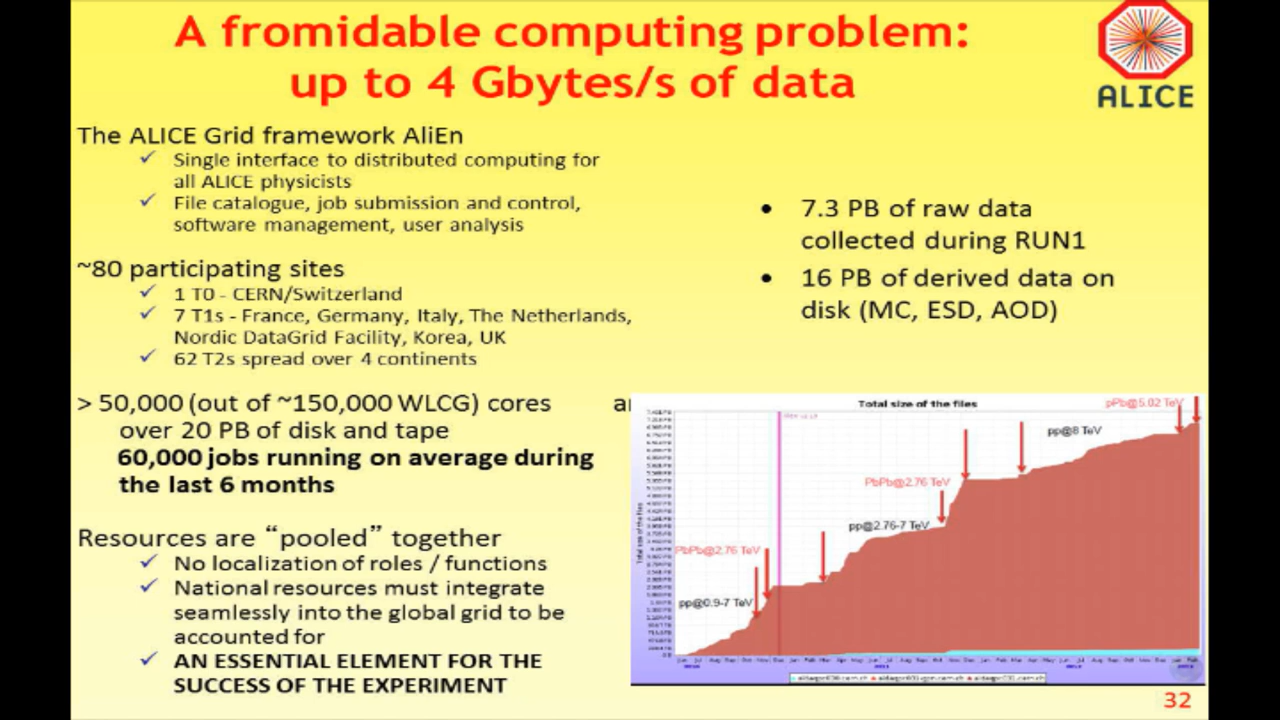 A fromidable computing problem:
up to 4 Gbytes/s of data
ALICE
The ALICE Grid framework AliEn
✓ Single interface to distributed computing for
all ALICE physicists
✓ File catalogue, job submission and control,
software management, user analysis
~80 participating sites
✓ 1 T0 - CERN/Switzerland
✓ 7 T1s - France, Germany, Italy, The Netherlands,
Nordic DataGrid Facility, Korea, UK
✓ 62 T2s spread over 4 continents
> 50,000 (out of ~150,000 WLCG) cores
over 20 PB of disk and tape
60,000 jobs running on average during
the last 6 months
Resources are “pooled” together
✓ No localization of roles / functions
✓ National resources must integrate
seamlessly into the global grid to be
accounted for
✓ AN ESSENTIAL ELEMENT FOR THE
SUCCESS OF THE EXPERIMENT
• 7.3 PB of raw data
collected during RUN1
• 16 PB of derived data on
disk (MC, ESD, AOD)
Total size of the files
pPb@5.02 TeV
pp@8 TeV
PbPb@2.76 TeV
pp@2.76-7 TeV
PbPb@2.76 TeV
pp@0.9-7 TeV
Total size of the files
32